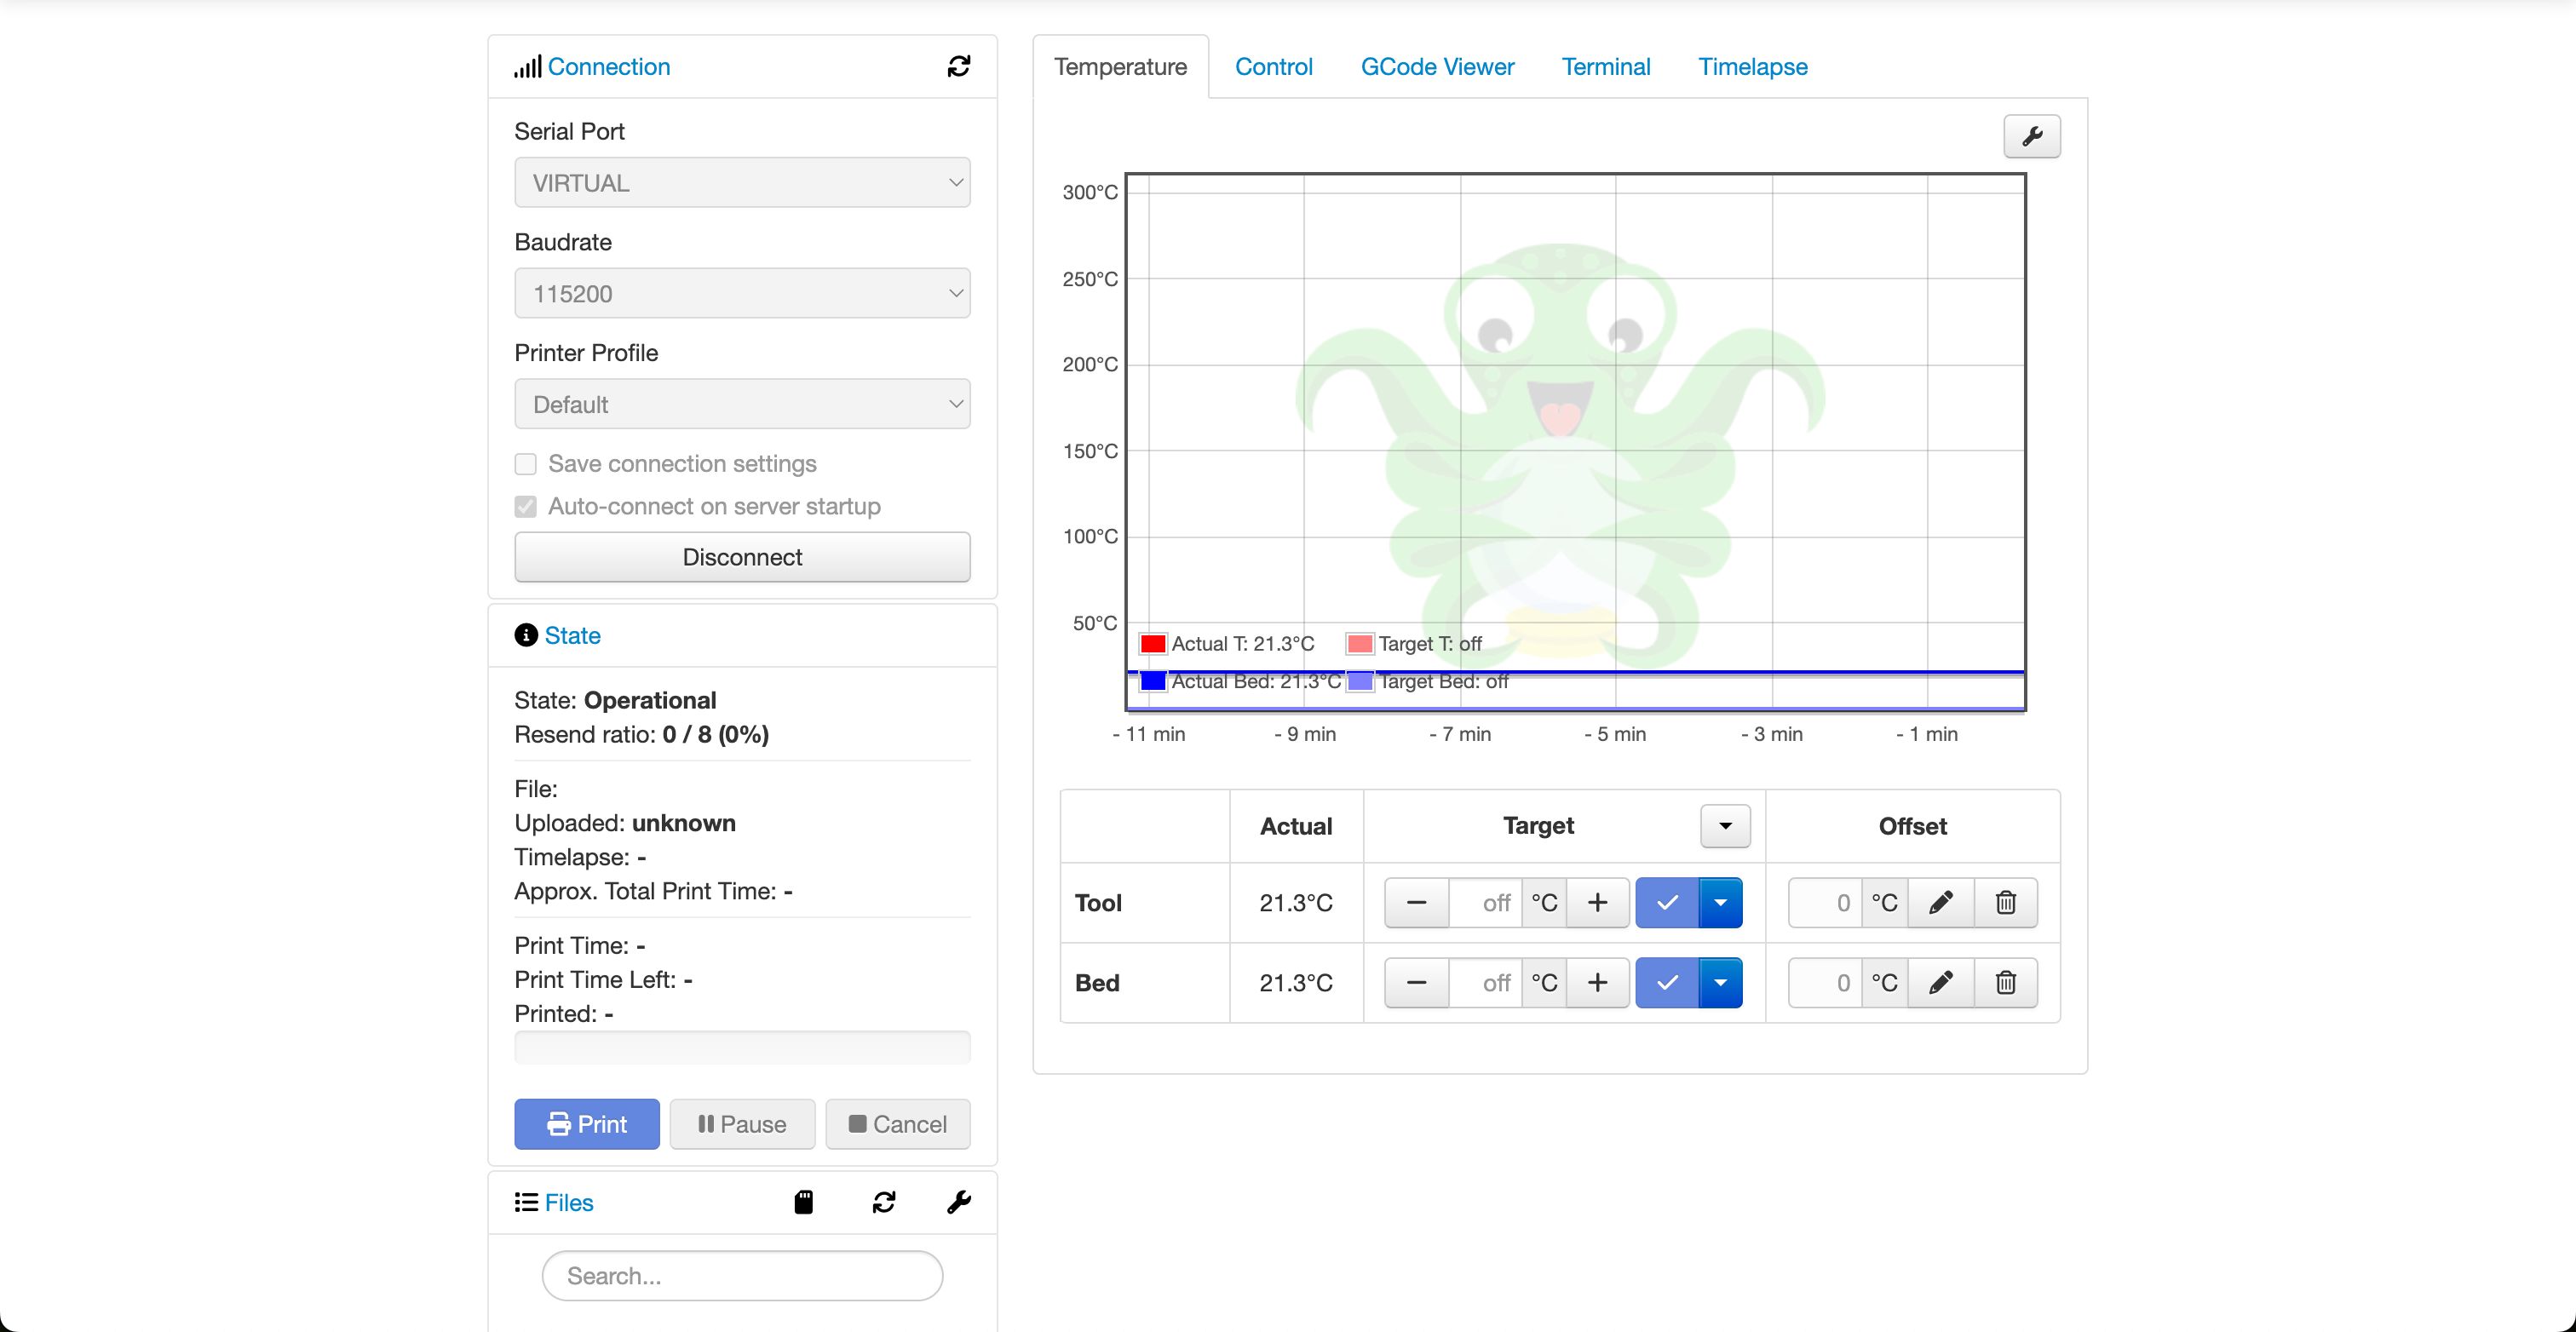 Connection
Serial Port
VIRTUAL
Baudrate
115200
Printer Profile
Default
Save connection settings
Auto-connect on server startup
Disconnect
State
State: Operational
Resend ratio: 0 / 8 (0%)
File:
Uploaded: unknown
Timelapse: -
Approx. Total Print Time: -
Print Time: -
Print Time Left: -
Printed: -
Print Pause Cancel
Files
Search...
Temperature Control GCode Viewer Terminal Timelapse
300°C
250°C
200°C
150°C
100°C
50°C
Actual T: 21.3°C Target T: off
Actual Bed: 21.3°C Target Bed: off
- 11 min - 9 min - 7 min - 5 min - 3 min - 1 min
Actual Target Offset
Tool 21.3°C off °C 0 °C
Bed 21.3°C off °C 0 °C